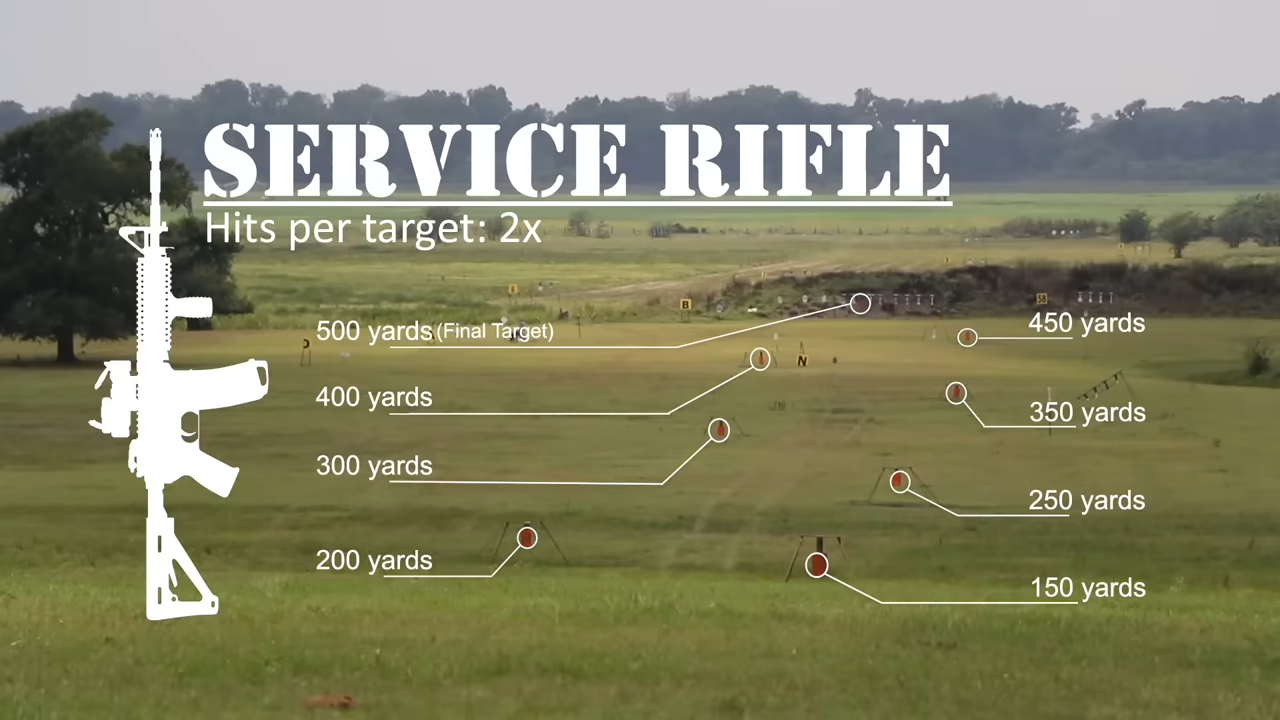 SERVICE RIFLE
Hits per target: 2x
500 yards (Final Target)
450 yards
400 yards
350 yards
300 yards
250 yards
200 yards
150 yards
B
N